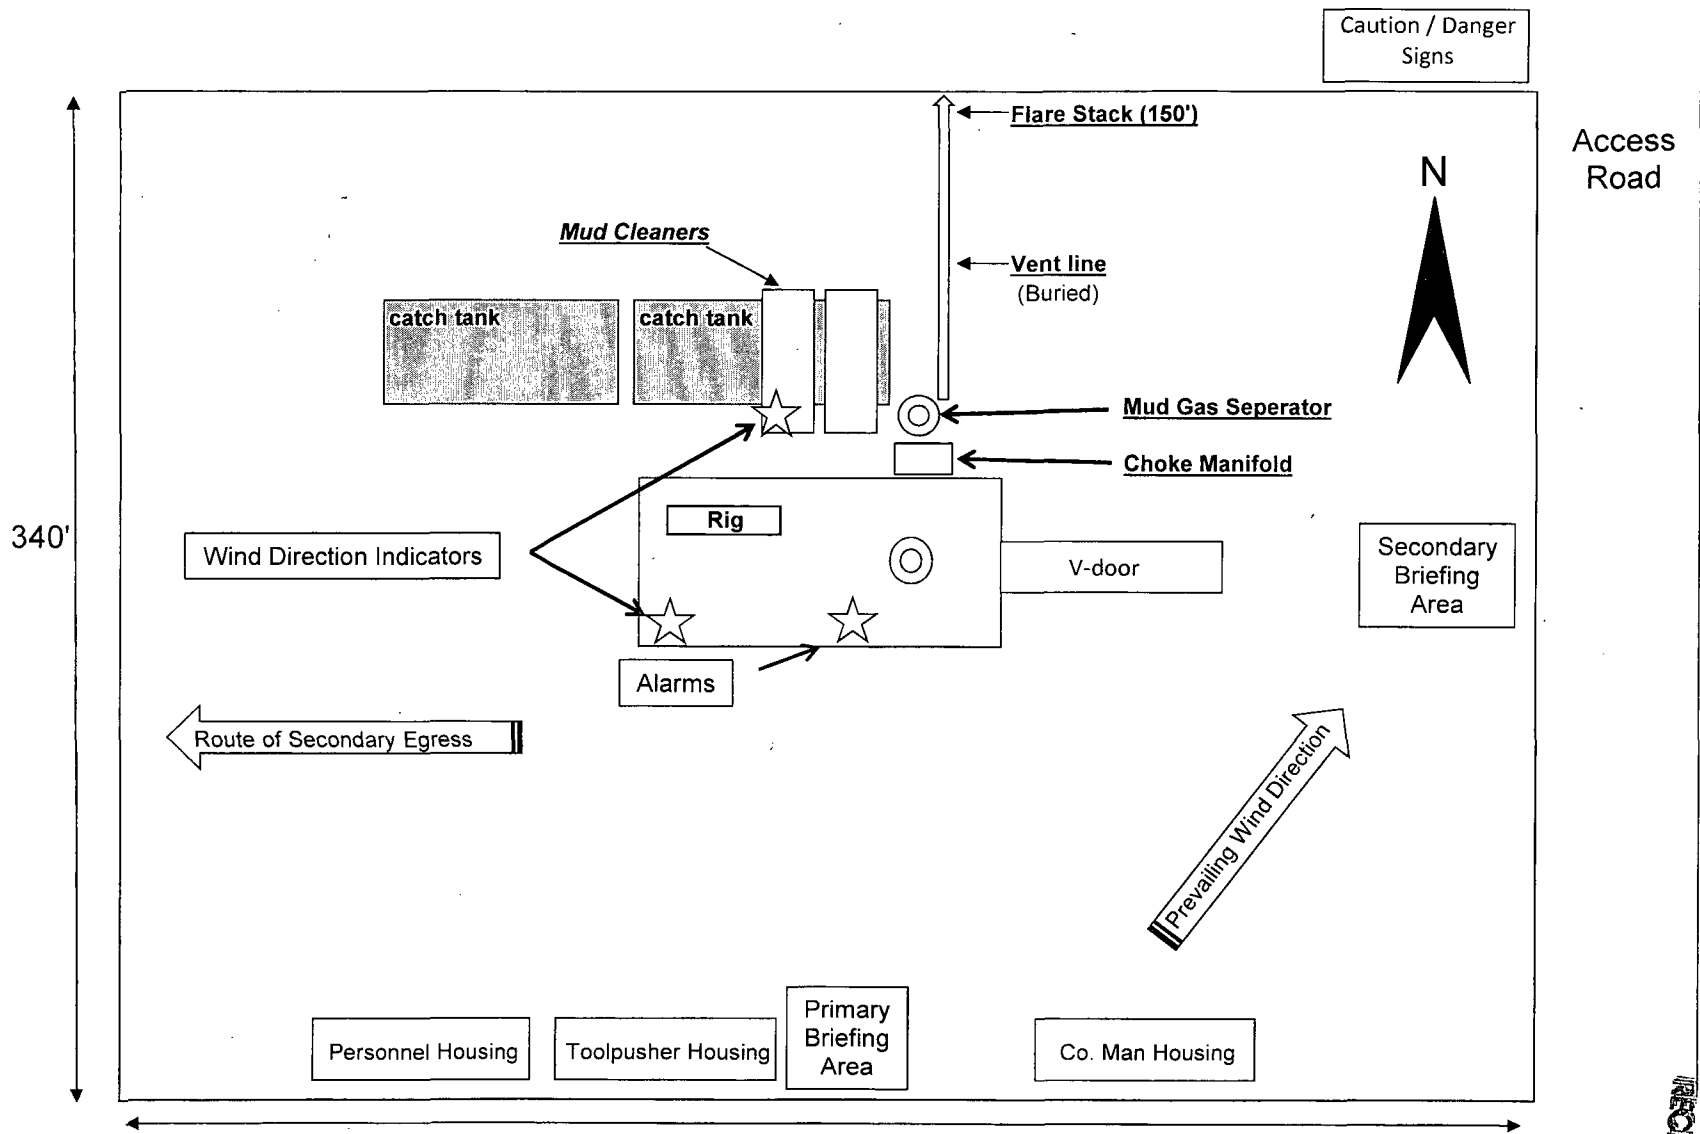 Caution / Danger
Signs
Flare Stack (150')
Access
Road
N
Mud Cleaners
Vent line
(Buried)
catch tank
catch tank
Mud Gas Seperator
Choke Manifold
Rig
340'
Wind Direction Indicators
V-door
Secondary
Briefing
Area
Alarms
Route of Secondary Egress
Prevailing Wind Direction
Primary
Briefing
Area
Personnel Housing
Toolpusher Housing
Co. Man Housing